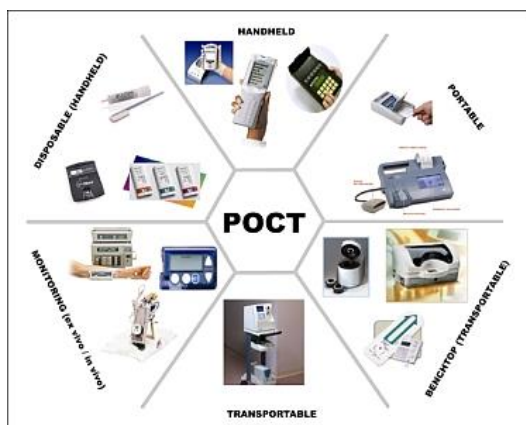 HANDHELD
DISPOSABLE (HANDHELD)
PORTABLE
POCT
MONITORING (ex vivo / in vivo)
BENCHTOP (TRANSPORTABLE)
TRANSPORTABLE